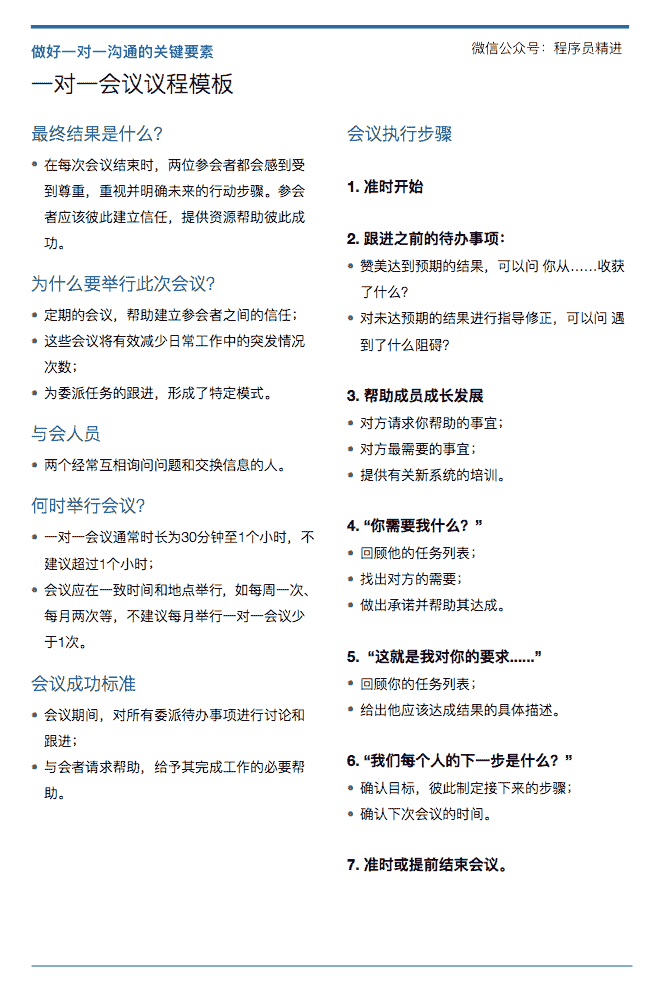 做好一对一沟通的关键要素
微信公众号：程序员精进
一对一会议议程模板
最终结果是什么?
在每次会议结束时，两位参会者都会感到受
到尊重，重视并明确未来的行动步骤。参会
者应该彼此建立信任，提供资源帮助彼此成
功。
为什么要举行此次会议?
定期的会议，帮助建立参会者之间的信任；
这些会议将有效减少日常工作中的突发情况
次数；
为委派任务的跟进，形成了特定模式。
与会人员
两个经常互相询问问题和交换信息的人。
何时举行会议?
一对一会议通常时长为30分钟至1个小时，不
建议超过1个小时；
会议应在一致时间和地点举行，如每周一次、
每月两次等，不建议每月举行一对一会议少
于1次。
会议成功标准
会议期间，对所有委派待办事项进行讨论和
跟进；
与会者请求帮助，给予其完成工作的必要帮
助。
会议执行步骤
1. 准时开始
2. 跟进之前的待办事项：
赞美达到预期的结果，可以问 你从……收获
了什么?
对未达预期的结果进行指导修正，可以问 遇
到了什么阻碍?
3. 帮助成员成长发展
对方请求你帮助的事宜；
对方最需要的事宜；
提供有关新系统的培训。
4. “你需要我什么？”
回顾他的任务列表；
找出对方的需要；
做出承诺并帮助其达成。
5. “这就是我对你的要求......”
回顾你的任务列表；
给出他应该达成结果的具体描述。
6. “我们每个人的下一步是什么？”
确认目标，彼此制定接下来的步骤；
确认下次会议的时间。
7. 准时或提前结束会议。